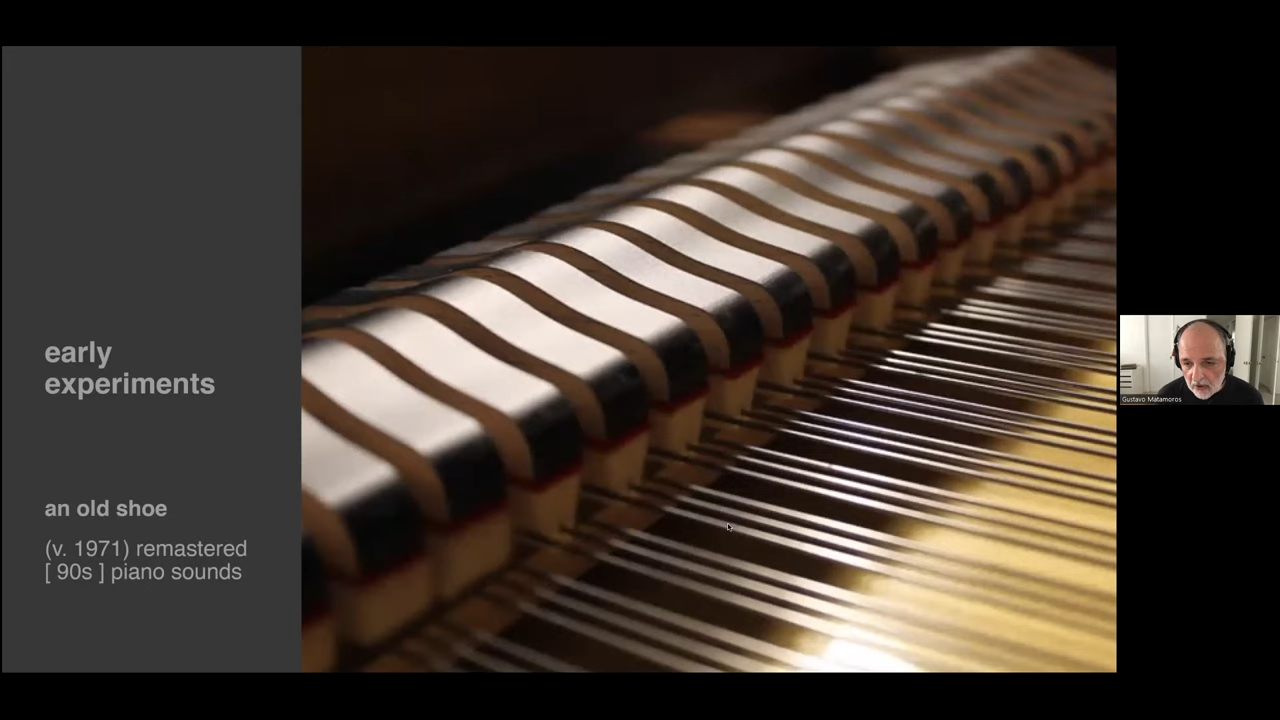 early
experiments
an old shoe
(v. 1971) remastered
[ 90s ] piano sounds
Gustavo Matamoros